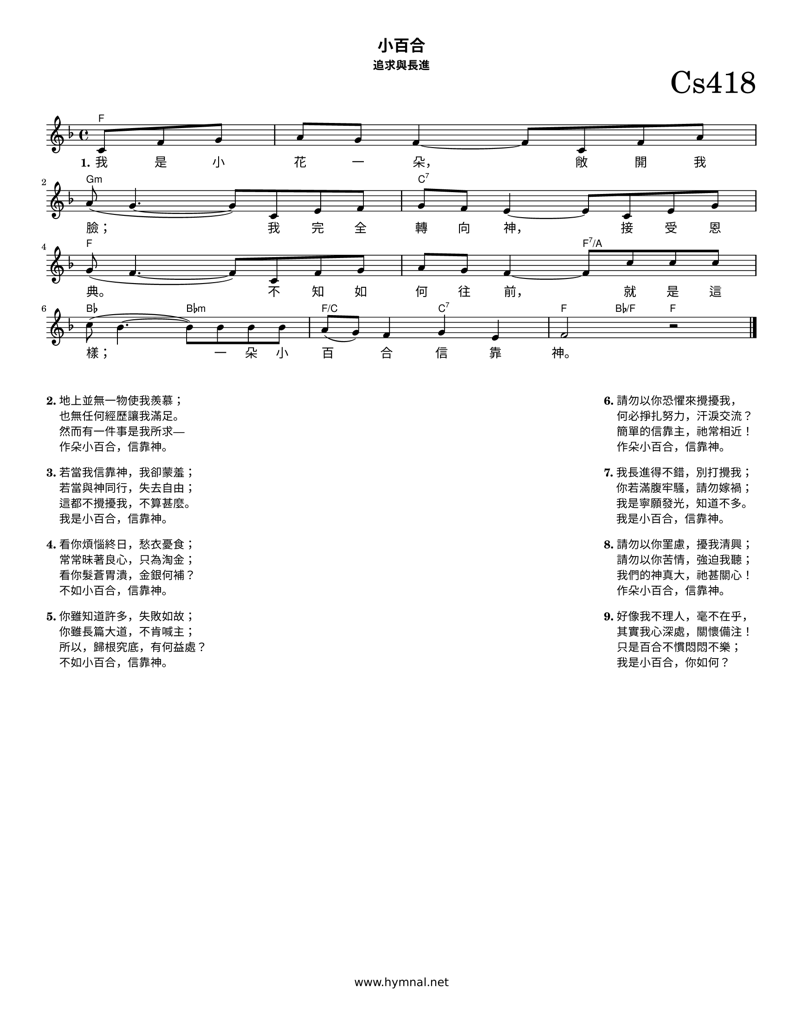 小百合
追求與長進
Cs418
F
1. 我 是 小 花 一 朵， 敞 開 我
2 Gm C7
臉； 我 完 全 轉 向 神， 接 受 恩
4 F F7/A
典。 不 知 如 何 往 前， 就 是 這
6 B♭ B♭m F/C C7 F B♭/F F
樣； 一 朵 小 百 合 信 靠 神。
2. 地上並無一物使我羨慕；
也無任何經歷讓我滿足。
然而有一件事是我所求—
作朵小百合，信靠神。
3. 若當我信靠神，我卻蒙羞；
若當與神同行，失去自由；
這都不攪擾我，不算甚麼。
我是小百合，信靠神。
4. 看你煩惱終日，愁衣憂食；
常常昧著良心，只為淘金；
看你髮蒼胃潰，金銀何補？
不如小百合，信靠神。
5. 你雖知道許多，失敗如故；
你雖長篇大道，不肯喊主；
所以，歸根究底，有何益處？
不如小百合，信靠神。
6. 請勿以你恐懼來攪擾我，
何必掙扎努力，汗淚交流？
簡單的信靠主，祂常相近！
作朵小百合，信靠神。
7. 我長進得不錯，別打攪我；
你若滿腹牢騷，請勿嫁禍；
我是寧願發光，知道不多。
我是小百合，信靠神。
8. 請勿以你罣慮，擾我清興；
請勿以你苦情，強迫我聽；
我們的神真大，祂甚關心！
作朵小百合，信靠神。
9. 好像我不理人，毫不在乎，
其實我心深處，關懷備注！
只是百合不慣悶悶不樂；
我是小百合，你如何？
www.hymnal.net